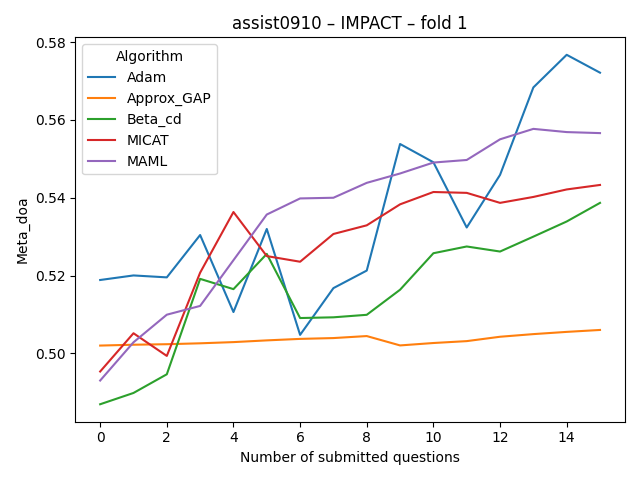 assist0910 – IMPACT – fold 1
Algorithm
Adam
Approx_GAP
Beta_cd
MICAT
MAML
Meta_doa
0.58
0.56
0.54
0.52
0.50
0 2 4 6 8 10 12 14
Number of submitted questions